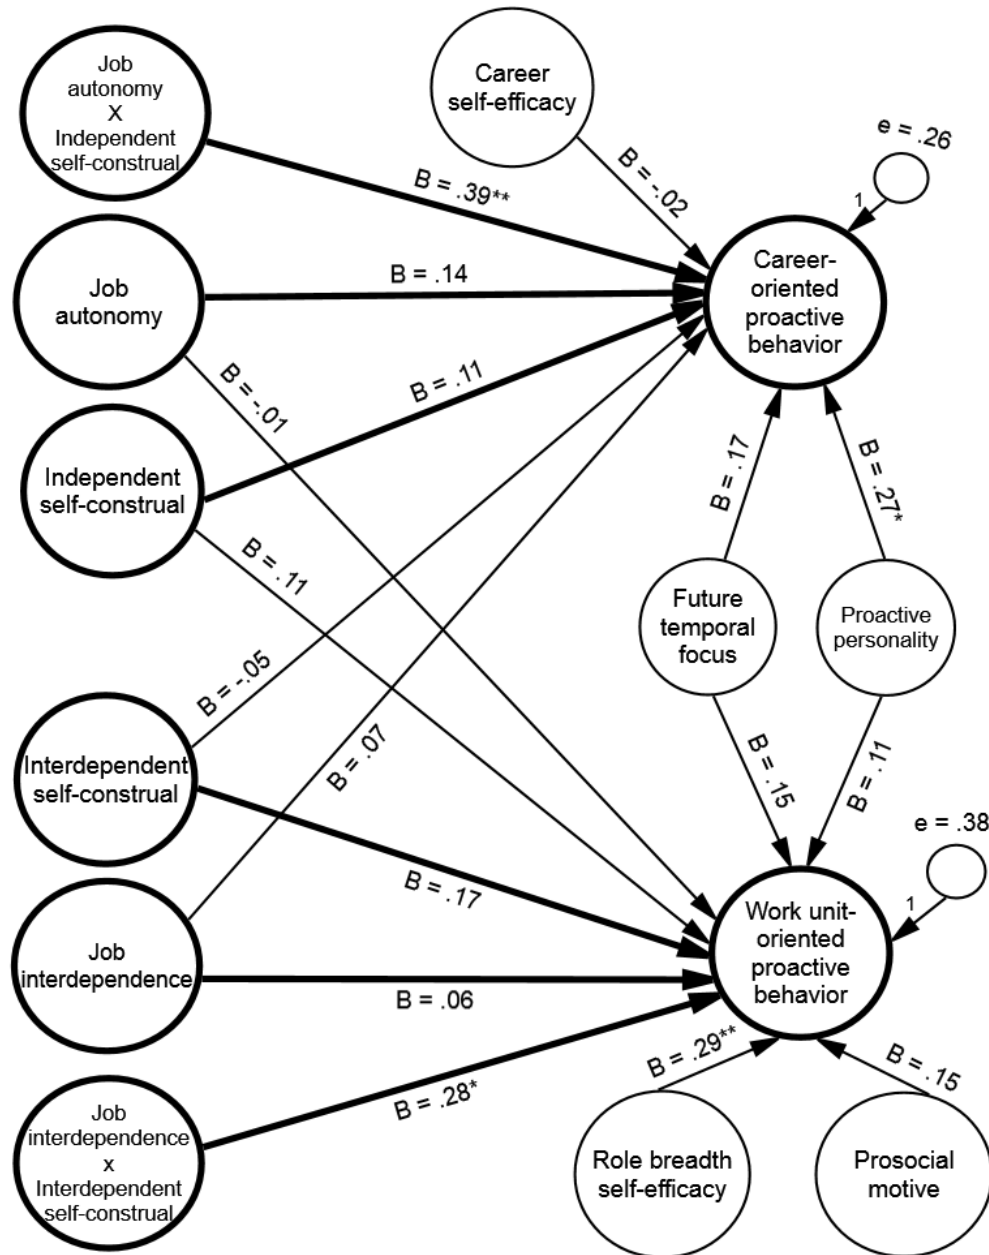 Job
autonomy
X
Independent
self-construal
Career
self-efficacy
e = .26
1
B = .39**
B = -.02
Job
autonomy
B = .14
Career-
oriented
proactive
behavior
B = -.01
B = .11
Independent
self-construal
B = .17
B = .27*
B = .11
Future
temporal
focus
Proactive
personality
B = -.05
B = .07
Interdependent
self-construal
B = .15
B = .11
e = .38
1
B = .17
Work unit-
oriented
proactive
behavior
Job
interdependence
B = .06
B = .29**
B = .15
B = .28*
Job
interdependence
x
Interdependent
self-construal
Role breadth
self-efficacy
Prosocial
motive